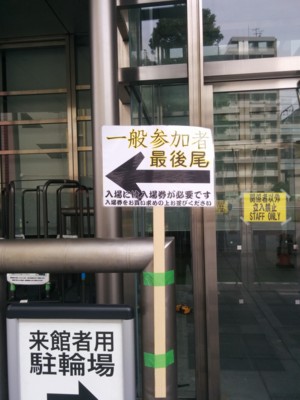 一般参加者
最後尾
入場には入場券が必要です
入場券をお買い求めの上お並びください
関係者以外
立入禁止
STAFF ONLY
来館者用
駐輪場